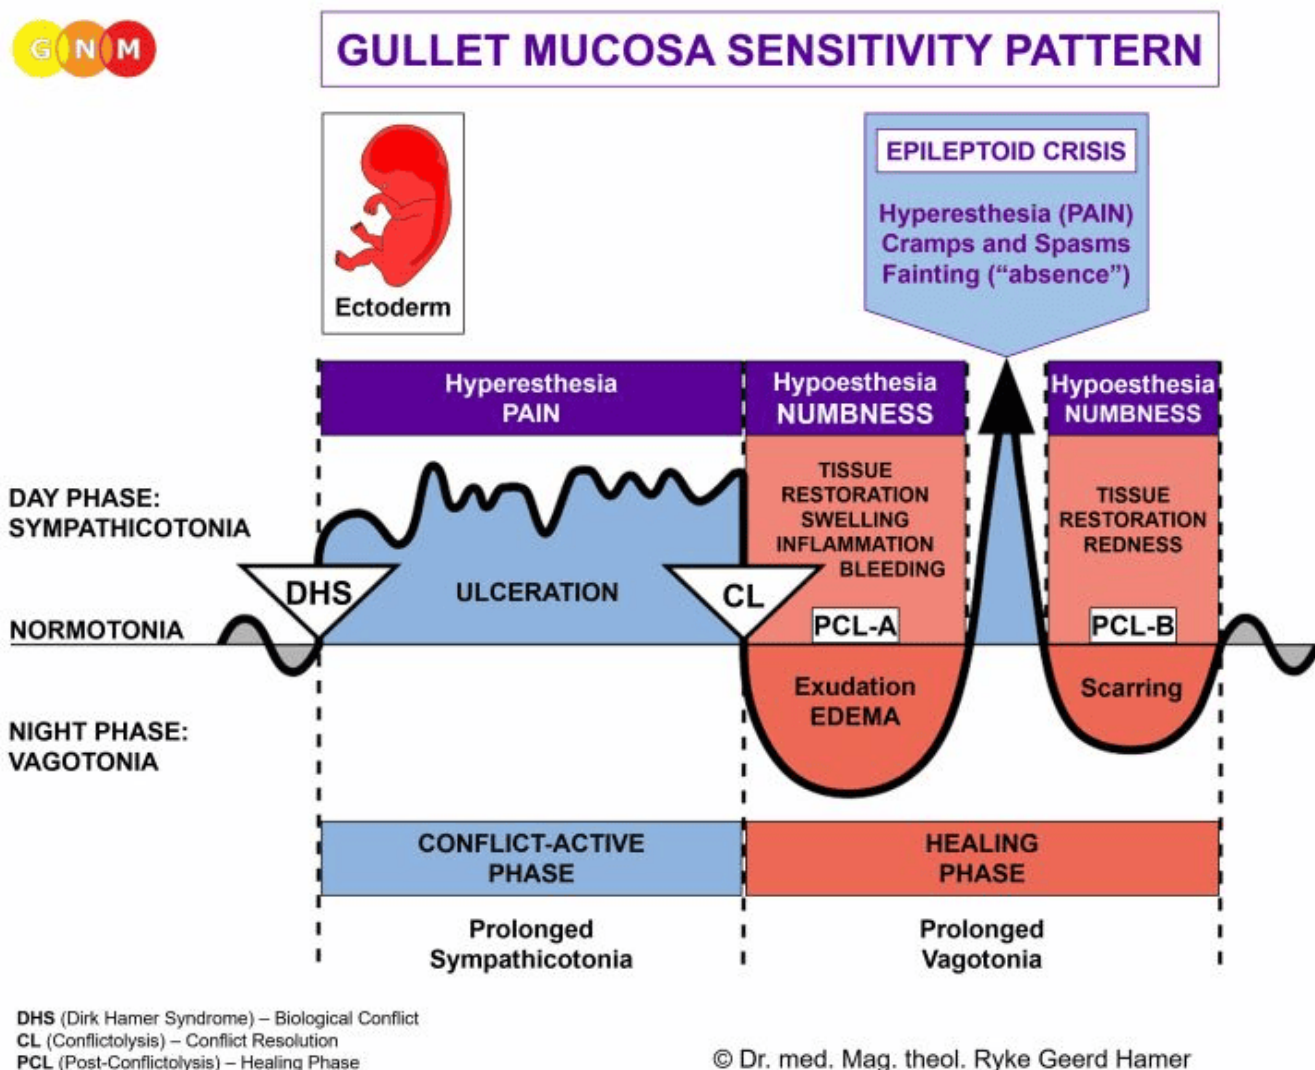 GNM
GULLET MUCOSA SENSITIVITY PATTERN
Ectoderm
EPILEPTOID CRISIS
Hyperesthesia (PAIN)
Cramps and Spasms
Fainting (“absence”)
Hyperesthesia
PAIN
Hypoesthesia
NUMBNESS
Hypoesthesia
NUMBNESS
DAY PHASE:
SYMPATHICOTONIA
TISSUE
RESTORATION
SWELLING
INFLAMMATION
BLEEDING
TISSUE
RESTORATION
REDNESS
DHS
ULCERATION
CL
NORMOTONIA
PCL-A
PCL-B
Exudation
EDEMA
Scarring
NIGHT PHASE:
VAGOTONIA
CONFLICT-ACTIVE
PHASE
HEALING
PHASE
Prolonged
Sympathicotonia
Prolonged
Vagotonia
DHS (Dirk Hamer Syndrome) – Biological Conflict
CL (Conflictolysis) – Conflict Resolution
PCL (Post-Conflictolysis) – Healing Phase
© Dr. med. Mag. theol. Ryke Geerd Hamer